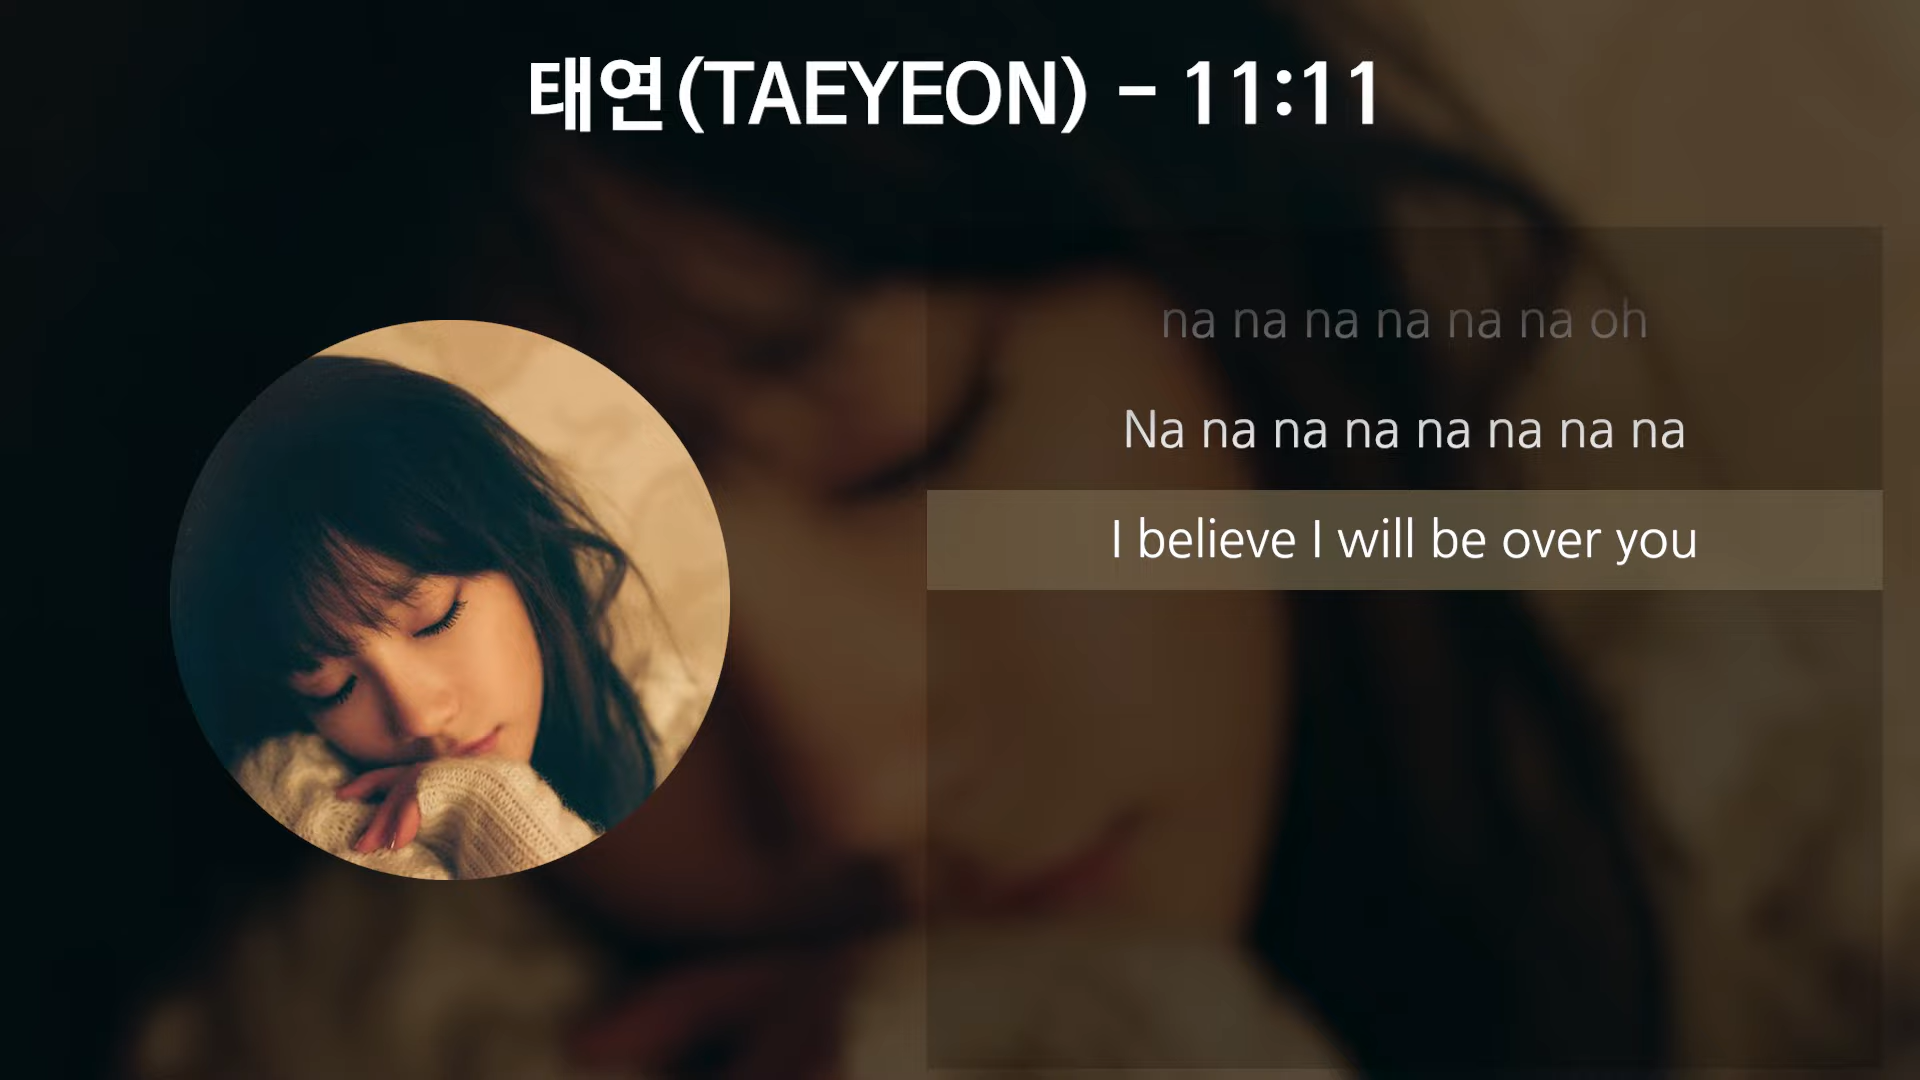 태연(TAEYEON) - 11:11
na na na na na na oh
Na na na na na na na na
I believe I will be over you